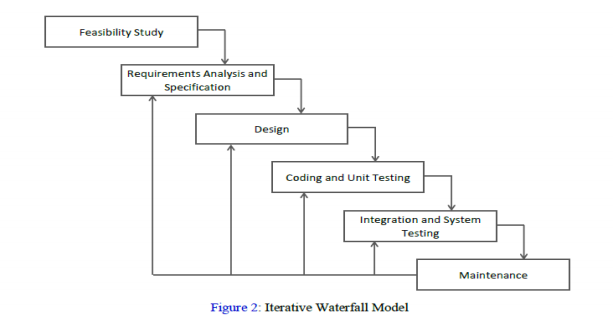 Feasibility Study
Requirements Analysis and
Specification
Design
Coding and Unit Testing
Integration and System
Testing
Maintenance
Figure 2: Iterative Waterfall Model